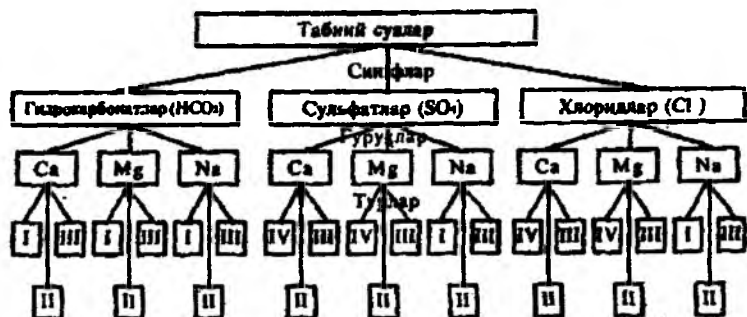 Табиий сувлар
Синфлар
Гидрокарбонатлар (HCO₃) Сульфатлар (SO₄) Хлоридлар (Cl )
Гуруҳлар
Ca Mg Na Ca Mg Na Ca Mg Na
Турлар
I III I III I III IV III IV III I III IV III IV III I III
II II II II II II II II II